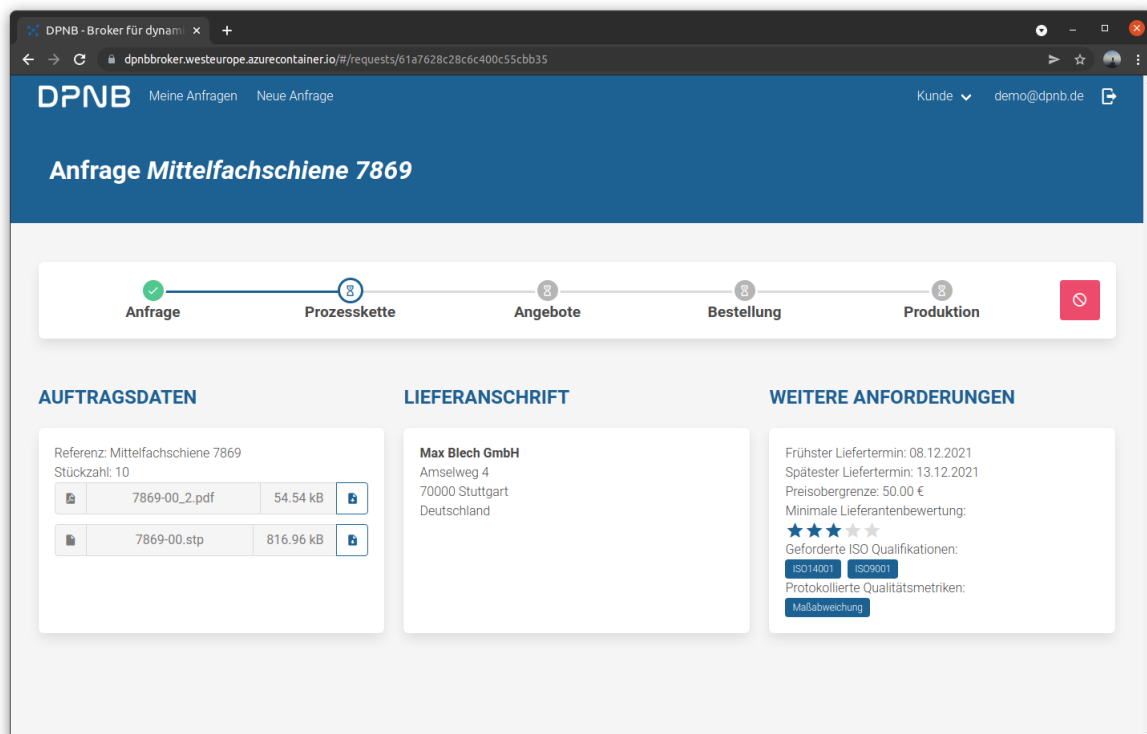 DPNB - Broker für dynami
dpnbbroker.westeurope.azurecontainer.io/#/requests/61a7628c28c6c400c55cbb35
DPNB Meine Anfragen Neue Anfrage Kunde demo@dpnb.de
Anfrage Mittelfachschiene 7869
Anfrage Prozesskette Angebote Bestellung Produktion
AUFTRAGSDATEN
Referenz: Mittelfachschiene 7869
Stückzahl: 10
7869-00_2.pdf 54.54 kB
7869-00.stp 816.96 kB
LIEFERANSCHRIFT
Max Blech GmbH
Amselweg 4
70000 Stuttgart
Deutschland
WEITERE ANFORDERUNGEN
Frühster Liefertermin: 08.12.2021
Spätester Liefertermin: 13.12.2021
Preisobergrenze: 50.00 €
Minimale Lieferantenbewertung:
Geforderte ISO Qualifikationen:
ISO14001 ISO9001
Protokollierte Qualitätsmetriken:
Maßabweichung